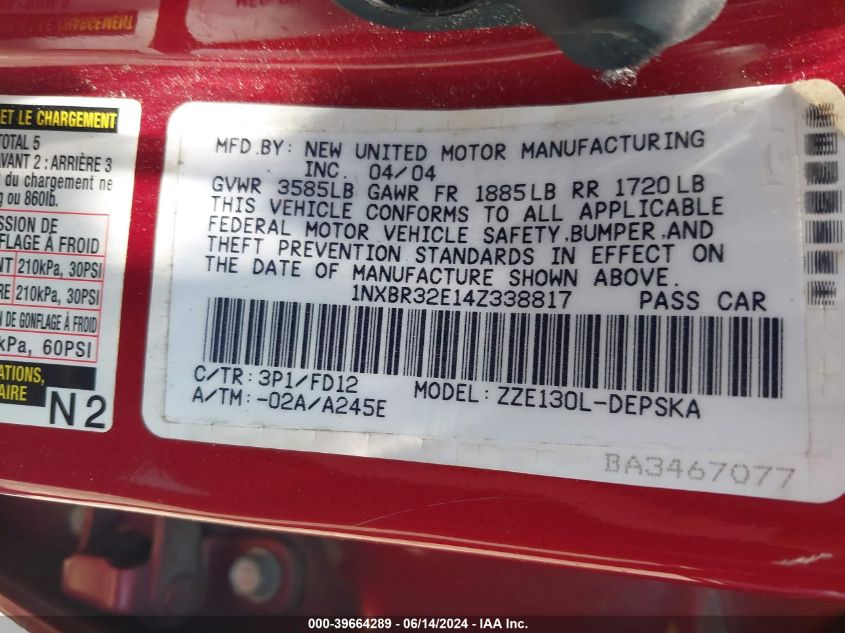 ET LE CHARGEMENT
TOTAL 5
AVANT 2 : ARRIÈRE 3
du chargement ne
ou 860lb.
SSION DE
FLAGE À FROID
NT 210kPa, 30PSI
RE 210kPa, 30PSI
N DE GONFLAGE À FROID
kPa, 60PSI
ATIONS,
AIRE
N2
MFD.BY: NEW UNITED MOTOR MANUFACTURING
INC. 04/04
GVWR 3585LB GAWR FR 1885LB RR 1720LB
THIS VEHICLE CONFORMS TO ALL APPLICABLE
FEDERAL MOTOR VEHICLE SAFETY,BUMPER,AND
THEFT PREVENTION STANDARDS IN EFFECT ON
THE DATE OF MANUFACTURE SHOWN ABOVE.
1NXBR32E14Z338817 PASS CAR
C/TR: 3P1/FD12 MODEL: ZZE130L-DEPSKA
A/TM: -02A/A245E
BA3467077
000-39664289 - 06/14/2024 - IAA Inc.